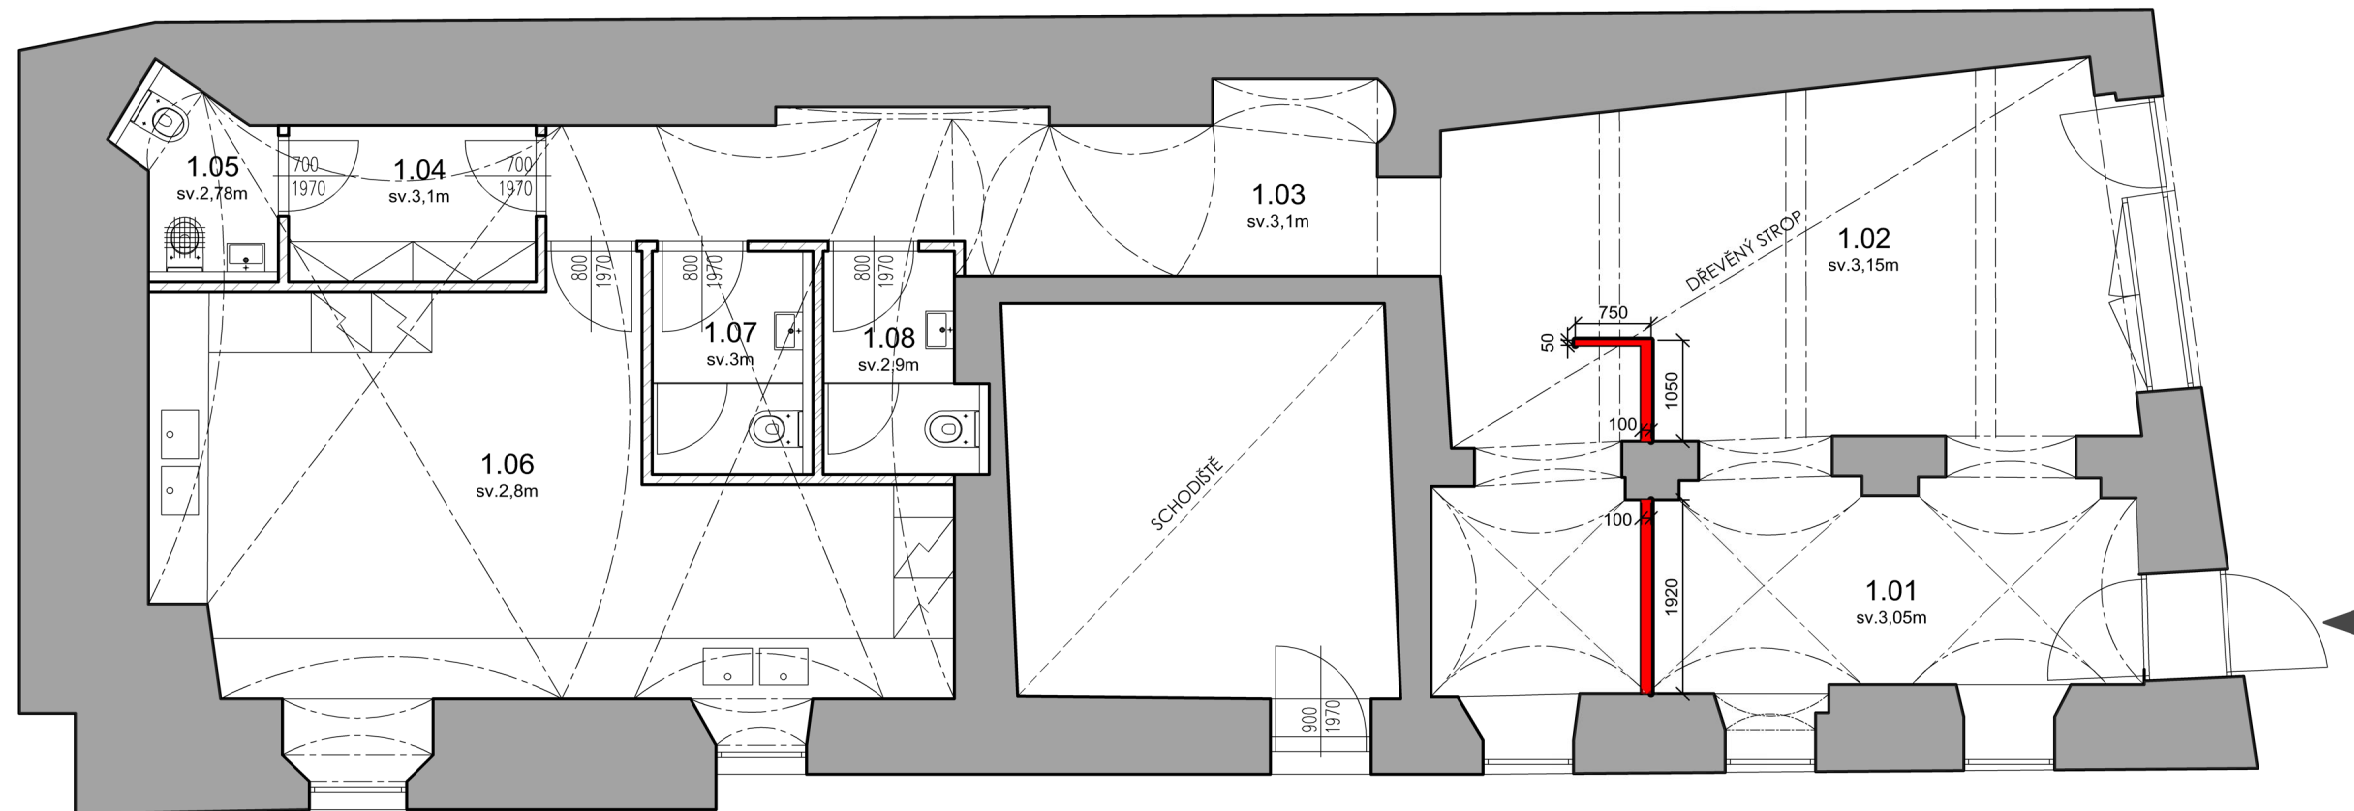 1.05
sv.2,78m
700
1970
1.04
sv.3,1m
700
1970
1.03
sv.3,1m
DŘEVĚNÝ STROP
1.02
sv.3,15m
800
1970
800
1970
800
1970
1.07
sv.3m
1.08
sv.2,9m
750
50
1050
100
1.06
sv.2,8m
SCHODIŠTĚ
100
1920
1.01
sv.3,05m
900
1970